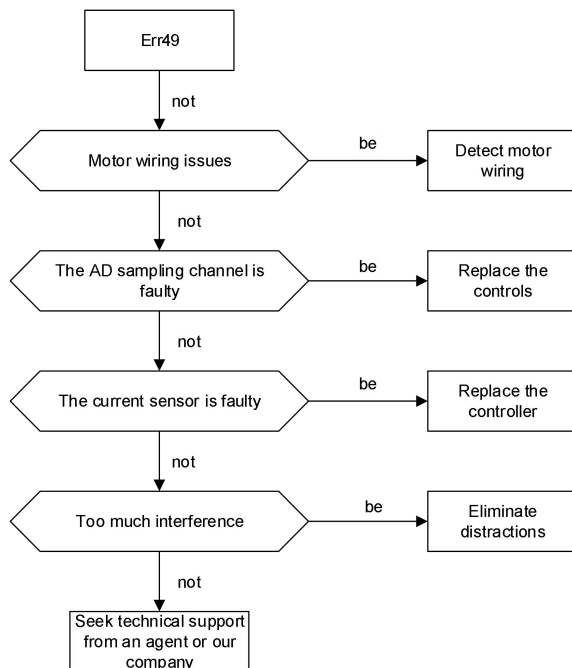 Err49
not
Motor wiring issues
be
Detect motor
wiring
not
The AD sampling channel is
faulty
be
Replace the
controls
not
The current sensor is faulty
be
Replace the
controller
not
Too much interference
be
Eliminate
distractions
not
Seek technical support
from an agent or our
company